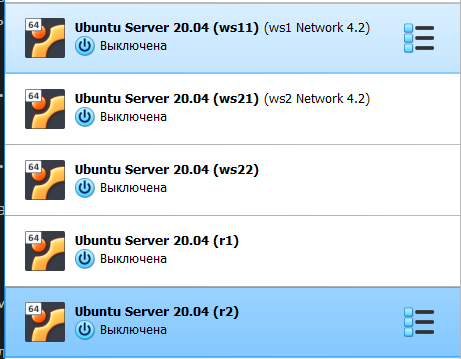 64
Ubuntu Server 20.04 (ws11) (ws1 Network 4.2)
Выключена
64
Ubuntu Server 20.04 (ws21) (ws2 Network 4.2)
Выключена
64
Ubuntu Server 20.04 (ws22)
Выключена
64
Ubuntu Server 20.04 (r1)
Выключена
64
Ubuntu Server 20.04 (r2)
Выключена